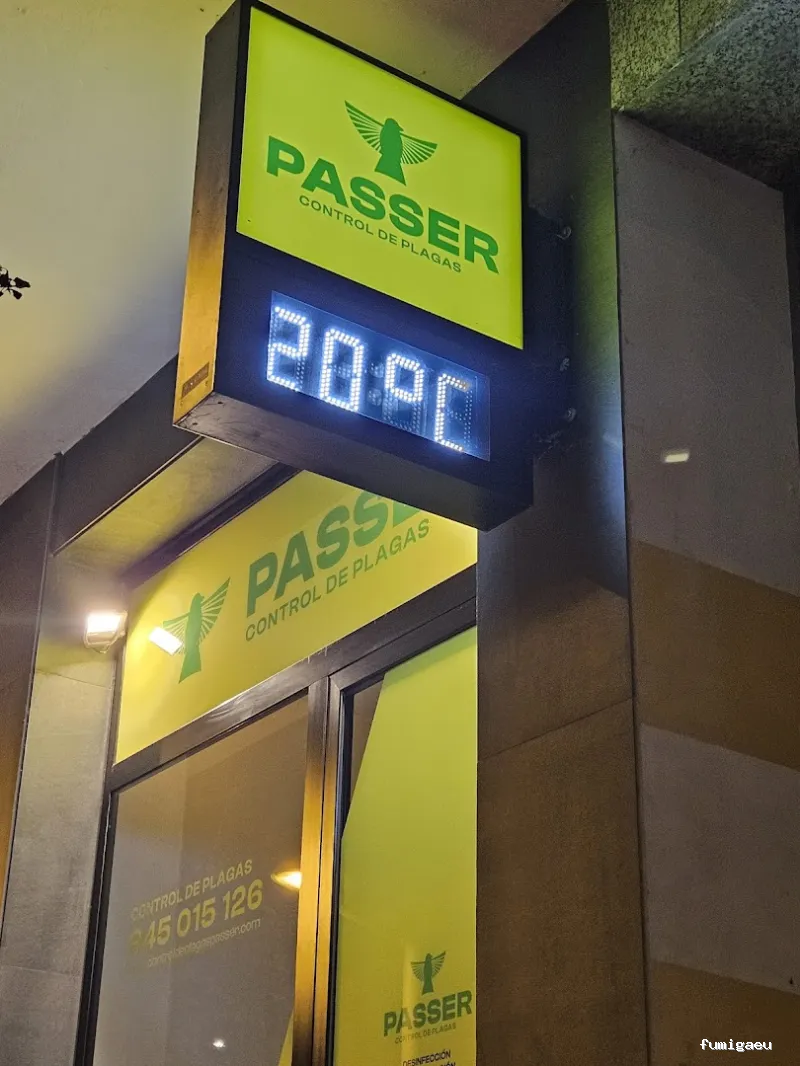 PASSER
CONTROL DE PLAGAS
20°C
PASSE
CONTROL DE PLAGAS
CONTROL DE PLAGAS
945 015 126
PASSER
CONTROL DE PLAGAS
DESINFECCIÓN
fumigaeu